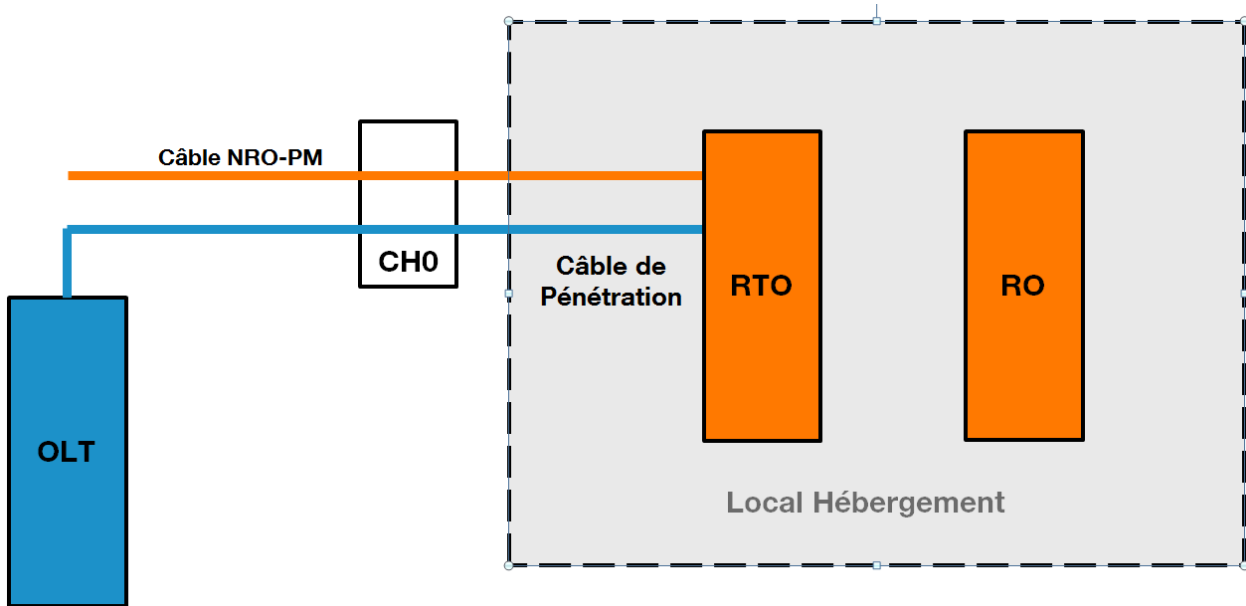 Câble NRO-PM
CH0
Câble de
Pénétration
RTO
RO
OLT
Local Hébergement